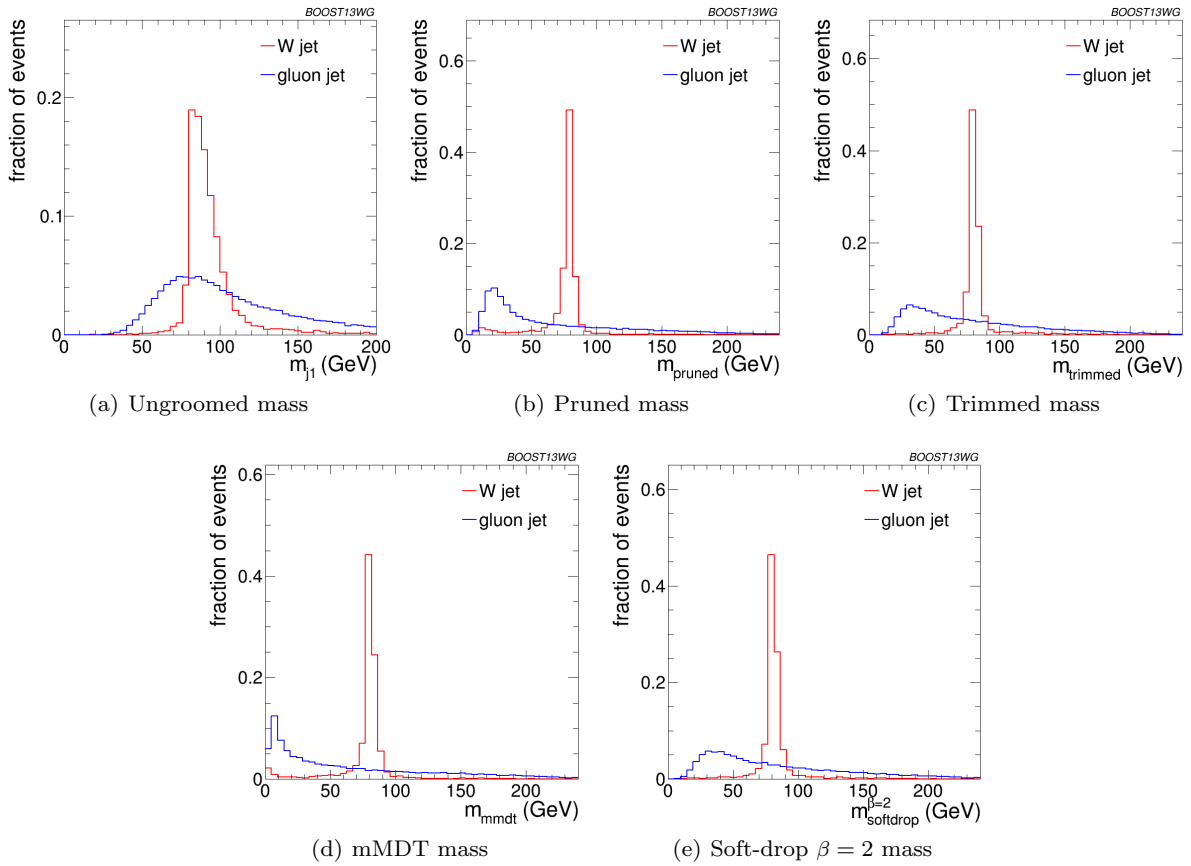 BOOST13WG
fraction of events
W jet
gluon jet
0.2
0.1
0
0 50 100 150 200
m_j1 (GeV)
(a) Ungroomed mass
BOOST13WG
fraction of events
W jet
gluon jet
0.6
0.4
0.2
0
0 50 100 150 200
m_pruned (GeV)
(b) Pruned mass
BOOST13WG
fraction of events
W jet
gluon jet
0.6
0.4
0.2
0
0 50 100 150 200
m_trimmed (GeV)
(c) Trimmed mass
BOOST13WG
fraction of events
W jet
gluon jet
0.6
0.4
0.2
0
0 50 100 150 200
m_mmdt (GeV)
(d) mMDT mass
BOOST13WG
fraction of events
W jet
gluon jet
0.6
0.4
0.2
0
0 50 100 150 200
m^β=2_softdrop (GeV)
(e) Soft-drop β = 2 mass